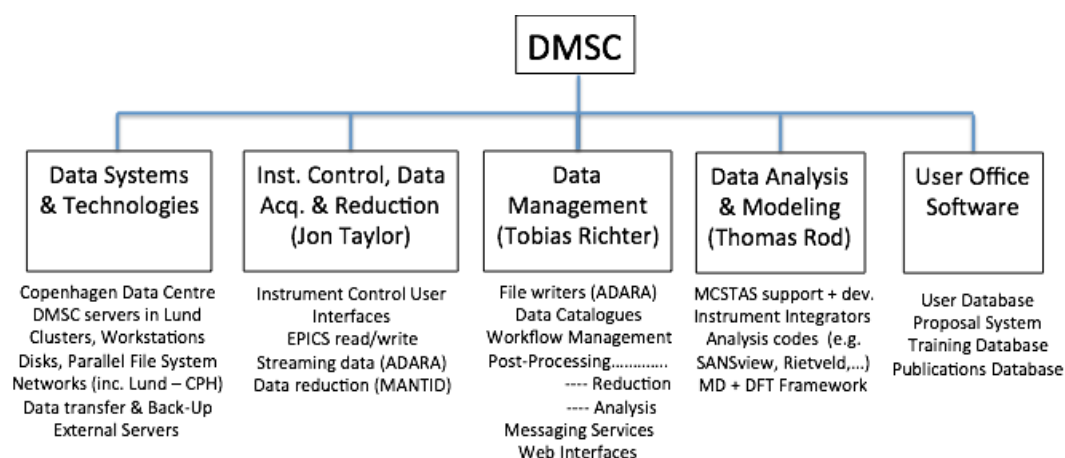 DMSC
Data Systems
& Technologies
Copenhagen Data Centre
DMSC servers in Lund
Clusters, Workstations
Disks, Parallel File System
Networks (inc. Lund – CPH)
Data transfer & Back-Up
External Servers
Inst. Control, Data
Acq. & Reduction
(Jon Taylor)
Instrument Control User
Interfaces
EPICS read/write
Streaming data (ADARA)
Data reduction (MANTID)
Data
Management
(Tobias Richter)
File writers (ADARA)
Data Catalogues
Workflow Management
Post-Processing.............
---- Reduction
---- Analysis
Messaging Services
Web Interfaces
Data Analysis
& Modeling
(Thomas Rod)
MCSTAS support + dev.
Instrument Integrators
Analysis codes (e.g.
SANSview, Rietveld,...)
MD + DFT Framework
User Office
Software
User Database
Proposal System
Training Database
Publications Database